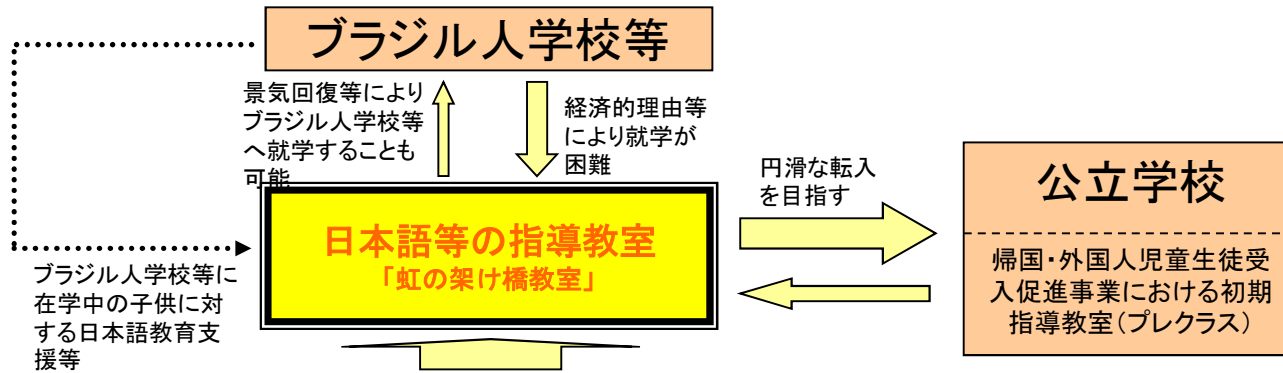 ブラジル人学校等
景気回復等により
ブラジル人学校等
へ就学することも
可能
経済的理由等
により就学が
困難
円滑な転入
を目指す
公立学校
帰国・外国人児童生徒受
入促進事業における初期
指導教室(プレクラス)
日本語等の指導教室
「虹の架け橋教室」
ブラジル人学校等に
在学中の子供に対
する日本語教育支
援等